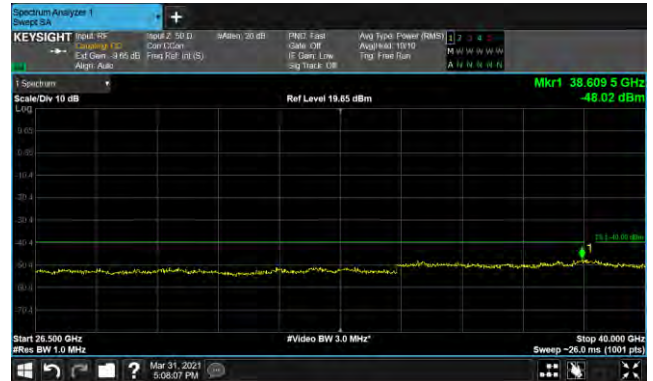 Spectrum Analyzer 1
Swept SA
+
KEYSIGHT Input: RF Input Z: 50 Ω #Atten: 20 dB PNO: Fast Avg Type: Power (RMS) 1 2 3 4 5
Coupling: DC Corr CCorr Gate: Off Avg|Hold: 10/10 M W W W W W
Ext Gain: -9.65 dB Freq Ref: Int (S) IF Gain: Low Trig: Free Run
Align: Auto Sig Track: Off A N N N N N
1 Spectrum
Mkr1 38.609 5 GHz
Scale/Div 10 dB Ref Level 19.65 dBm -48.02 dBm
Log
9.65
-10.4
-20.4
-30.4
-40.4
1
-50.4
-60.4
-70.4
Start 26.500 GHz #Video BW 3.0 MHz* Stop 40.000 GHz
#Res BW 1.0 MHz Sweep ~26.0 ms (1001 pts)
? Mar 31, 2021
5:08:07 PM